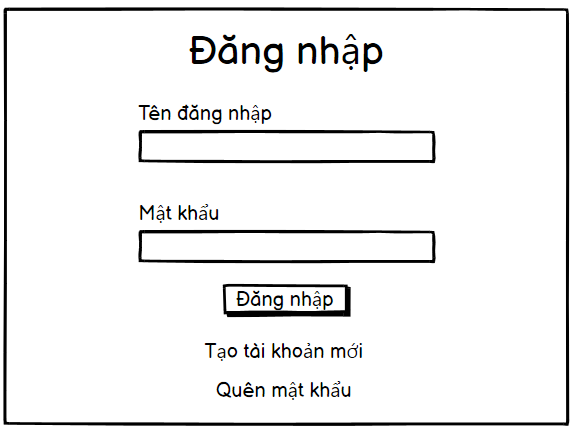 Đăng nhập
Tên đăng nhập
Mật khẩu
Đăng nhập
Tạo tài khoản mới
Quên mật khẩu